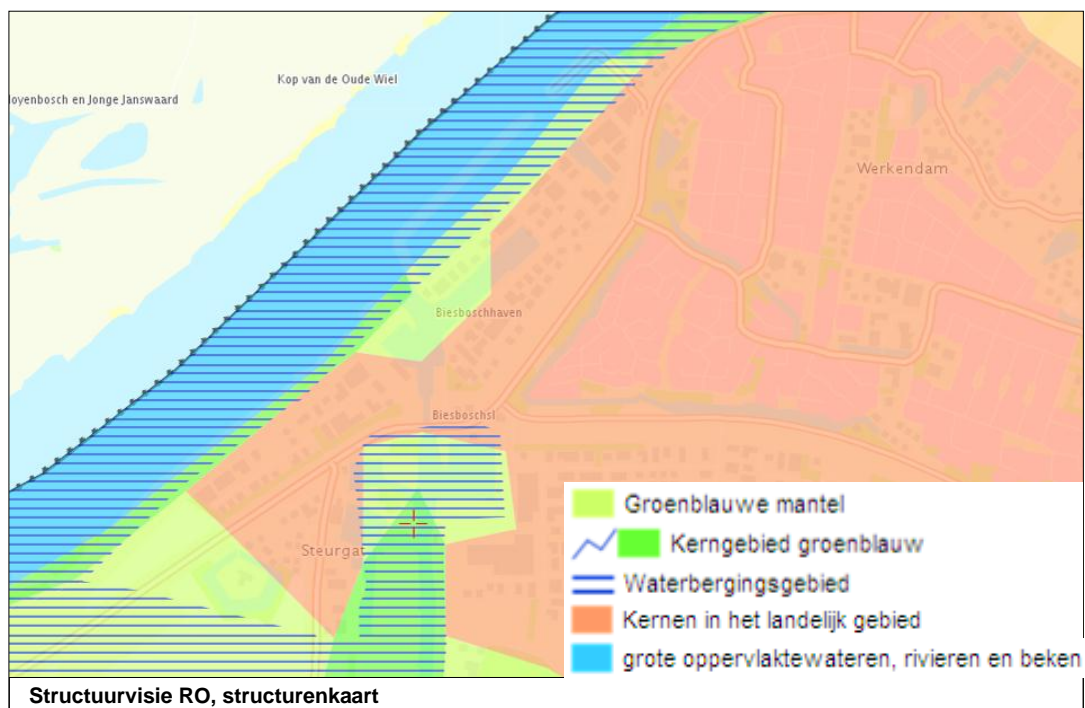 Kop van de Oude Wiel
loyenbosch en Jonge Janswaard
Werkendam
Biesboschhaven
Biesboschsl
Steurgat
Groenblauwe mantel
Kerngebied groenblauw
Waterbergingsgebied
Kernen in het landelijk gebied
grote oppervlaktewateren, rivieren en beken
Structuurvisie RO, structurenkaart